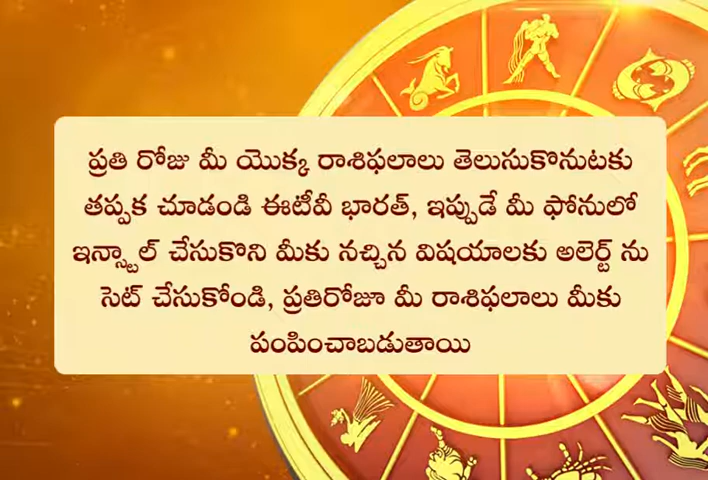 ప్రతి రోజు మీ యొక్క రాశిఫలాలు తెలుసుకొనుటకు
తప్పక చూడండి ఈటీవీ భారత్, ఇప్పుడే మీ ఫోనులో
ఇన్స్టాల్ చేసుకొని మీకు నచ్చిన విషయాలకు అలెర్ట్ ను
సెట్ చేసుకోండి, ప్రతిరోజూ మీ రాశిఫలాలు మీకు
పంపించాబడుతాయి